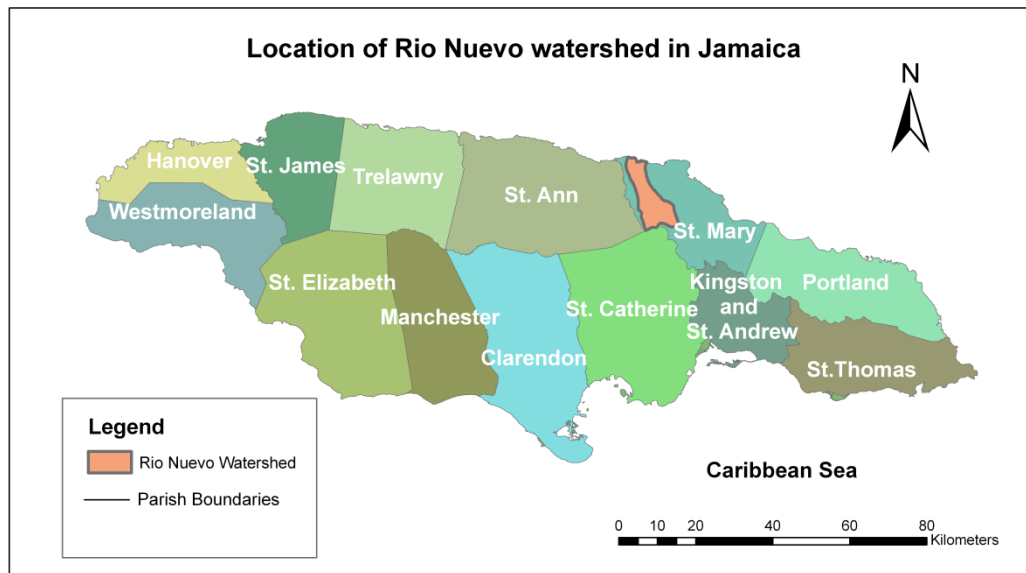 Location of Rio Nuevo watershed in Jamaica
N
Hanover
St. James
Trelawny
St. Ann
Westmoreland
St. Mary
St. Elizabeth
Manchester
Clarendon
St. Catherine
Kingston
and
St. Andrew
Portland
St.Thomas
Legend
Rio Nuevo Watershed
Parish Boundaries
Caribbean Sea
0 10 20 40 60 80
Kilometers